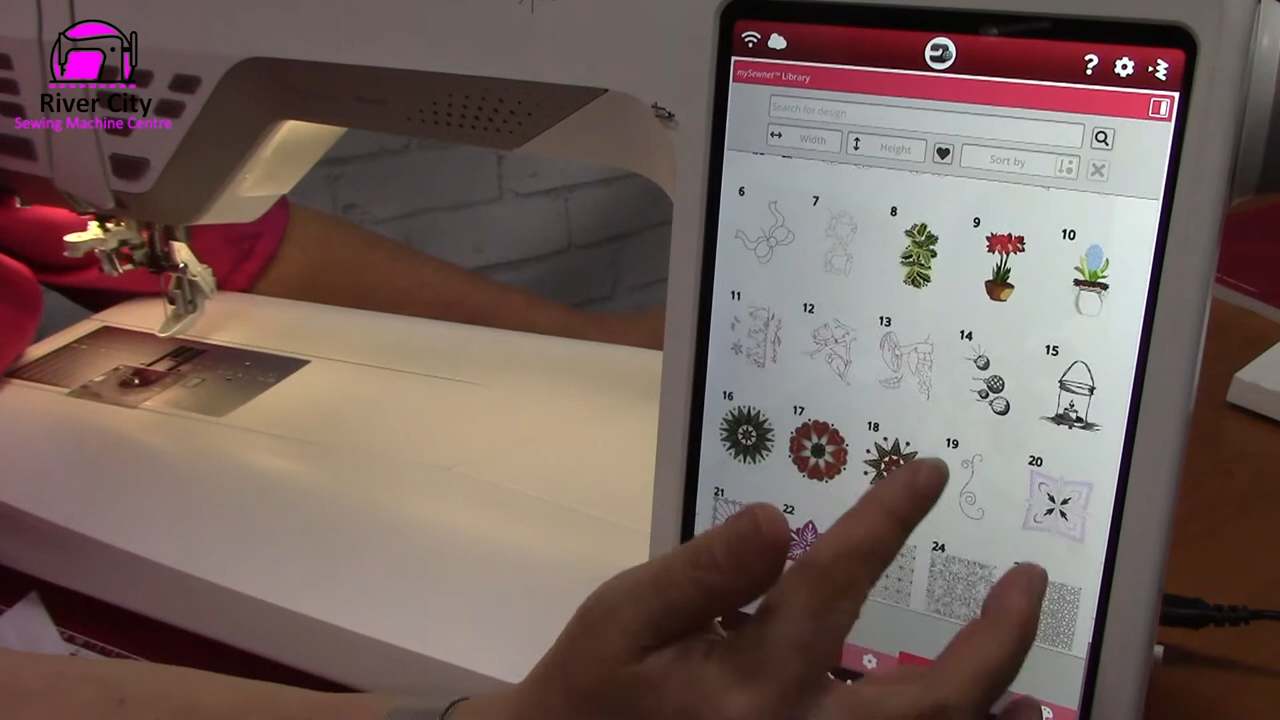 River City
Sewing Machine Centre
?
mySewnet™ Library
Search for design
Width
Height
Sort by
6
7
8
9
10
11
12
13
14
15
16
17
18
19
20
21
22
24